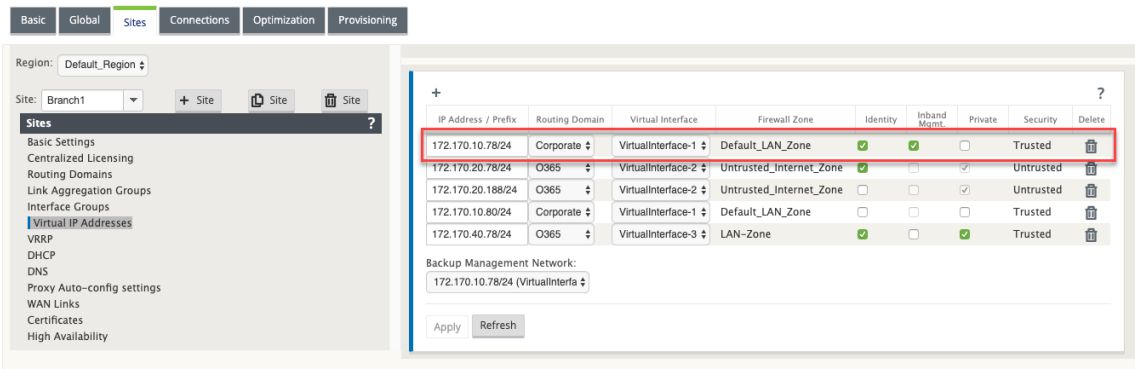 Basic Global Sites Connections Optimization Provisioning
Region: Default_Region
Site: Branch1 + Site Site Site
Sites ?
Basic Settings
Centralized Licensing
Routing Domains
Link Aggregation Groups
Interface Groups
Virtual IP Addresses
VRRP
DHCP
DNS
Proxy Auto-config settings
WAN Links
Certificates
High Availability
+ ?
IP Address / Prefix Routing Domain Virtual Interface Firewall Zone Identity Inband Mgmt. Private Security Delete
172.170.10.78/24 Corporate VirtualInterface-1 Default_LAN_Zone Trusted
172.170.20.78/24 O365 VirtualInterface-2 Untrusted_Internet_Zone Untrusted
172.170.20.188/24 O365 VirtualInterface-2 Untrusted_Internet_Zone Untrusted
172.170.10.80/24 Corporate VirtualInterface-1 Default_LAN_Zone Trusted
172.170.40.78/24 O365 VirtualInterface-3 LAN-Zone Trusted
Backup Management Network:
172.170.10.78/24 (VirtualInterfa
Apply Refresh